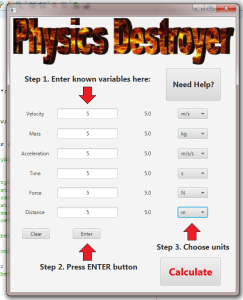 Physics Destroyer
Step 1. Enter known variables here:
Need Help?
Velocity 5 5.0 m/s
Mass 5 5.0 kg
Acceleration 5 5.0 m/s/s
Time 5 5.0 s
Force 5 5.0 N
Distance 5 5.0 m
Clear Enter
Step 3. Choose units
Step 2. Press ENTER button
Calculate